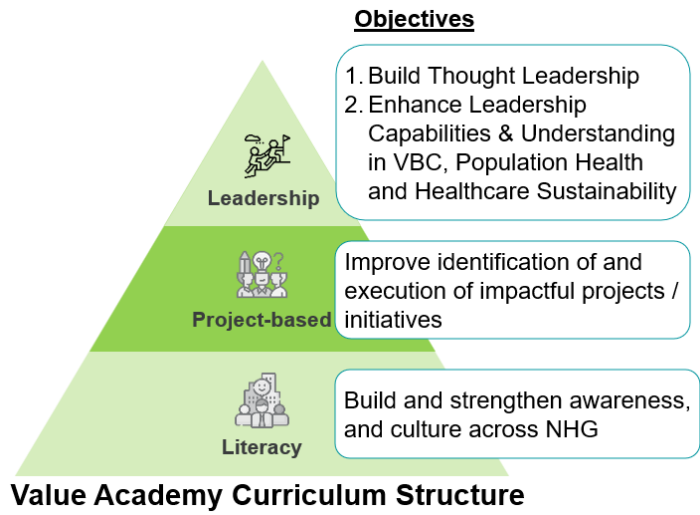 Objectives
1. Build Thought Leadership
2. Enhance Leadership
Capabilities & Understanding
in VBC, Population Health
and Healthcare Sustainability
Leadership
Improve identification of and
execution of impactful projects /
initiatives
Project-based
Build and strengthen awareness,
and culture across NHG
Literacy
Value Academy Curriculum Structure